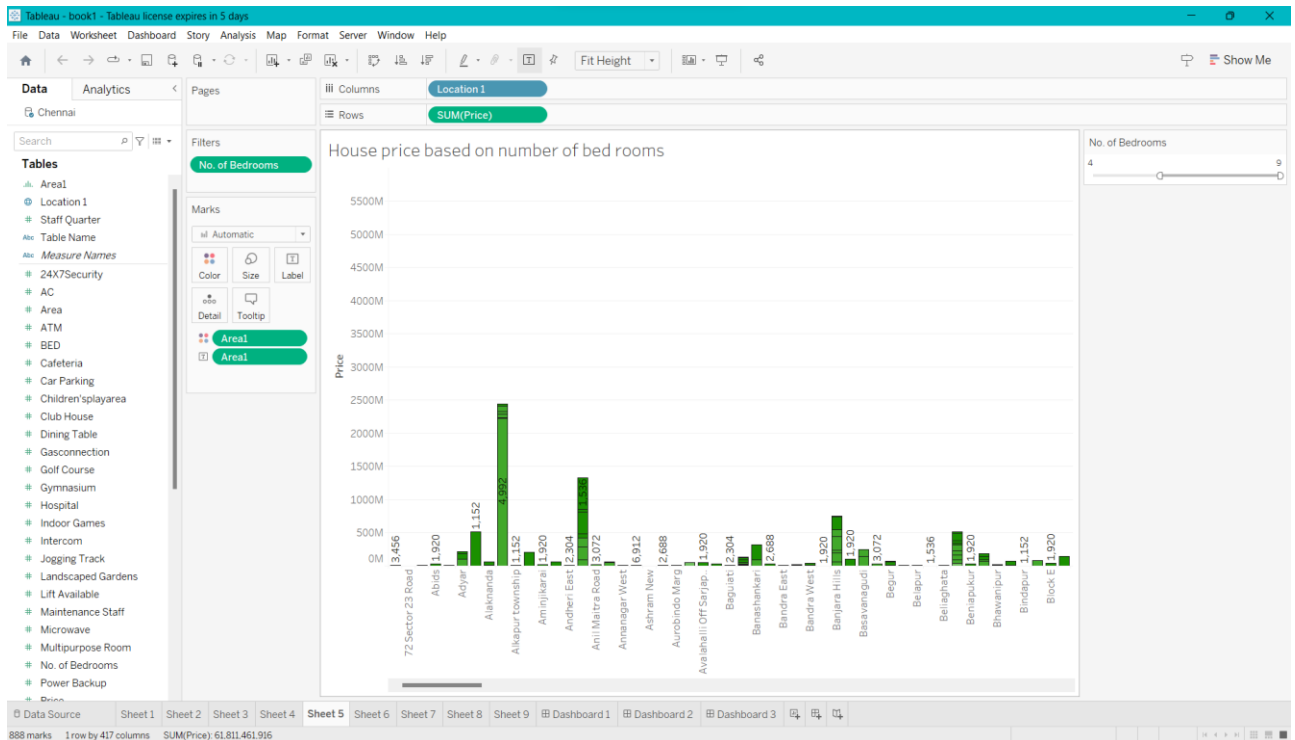 Tableau - book1 - Tableau license expires in 5 days
File Data Worksheet Dashboard Story Analysis Map Format Server Window Help
Fit Height
Show Me
Data Analytics
Chennai
Search
Tables
Area1
Location 1
Staff Quarter
Abc Table Name
Abc Measure Names
# 24X7Security
# AC
# Area
# ATM
# BED
# Cafeteria
# Car Parking
# Children'splayarea
# Club House
# Dining Table
# Gasconnection
# Golf Course
# Gymnasium
# Hospital
# Indoor Games
# Intercom
# Jogging Track
# Landscaped Gardens
# Lift Available
# Maintenance Staff
# Microwave
# Multipurpose Room
# No. of Bedrooms
# Power Backup
# Price
Pages
Filters
No. of Bedrooms
Marks
Automatic
Color Size Label
Detail Tooltip
Area1
Area1
Columns Location 1
Rows SUM(Price)
House price based on number of bed rooms
Price
5500M
5000M
4500M
4000M
3500M
3000M
2500M
2000M
1500M
1000M
500M
0M
3,456
1,920
1,152
4,992
1,152
1,920
2,304
1,536
3,072
6,912
2,688
1,920
2,304
2,688
1,920
1,920
3,072
1,536
1,920
1,152
1,920
72 Sector 23 Road
Abids
Adyar
Alaknanda
Alkapur township
Aminjikarai
Andheri East
Anil Maitra Road
Annanagar West
Ashram New
Aurobindo Marg
Avalahalli Off Sarjap..
Baguiati
Banashankari
Bandra East
Bandra West
Banjara Hills
Basavanagudi
Begur
Belapur
Beliaghata
Beniapukur
Bhawanipur
Bindapur
Block E
No. of Bedrooms
4 9
Data Source Sheet 1 Sheet 2 Sheet 3 Sheet 4 Sheet 5 Sheet 6 Sheet 7 Sheet 8 Sheet 9 Dashboard 1 Dashboard 2 Dashboard 3
888 marks 1 row by 417 columns SUM(Price): 61,811,461,916